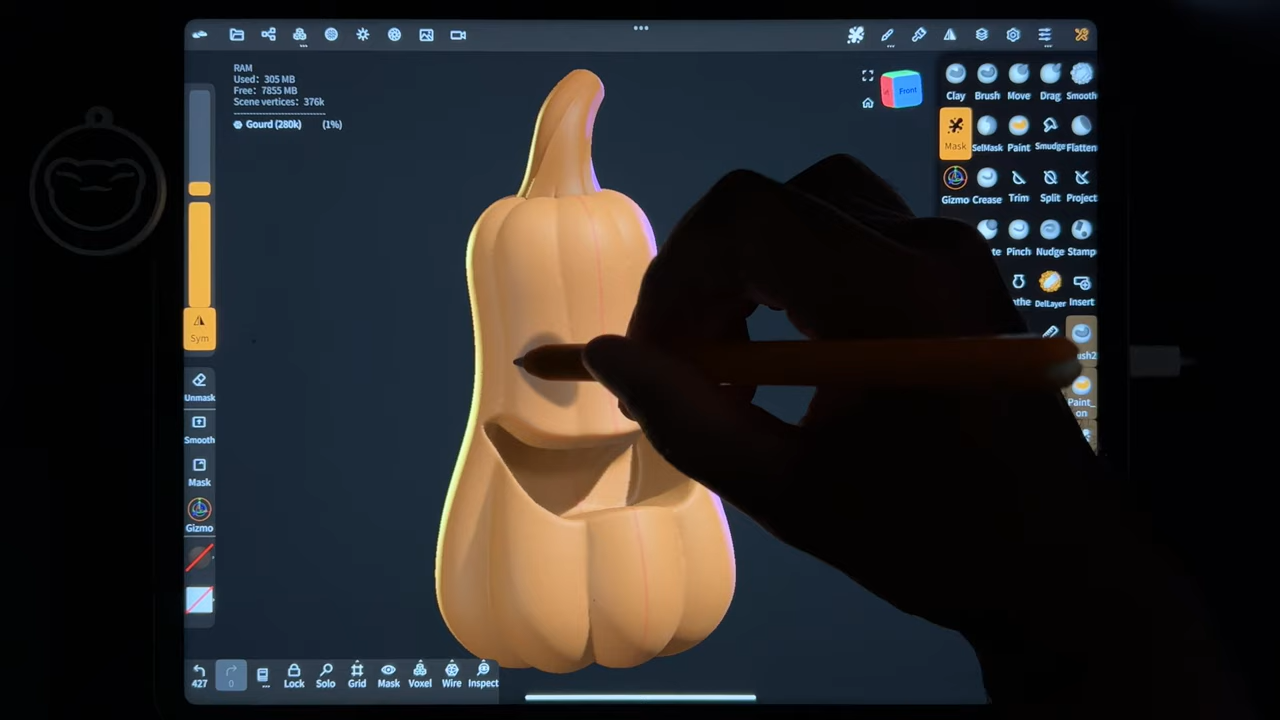 RAM
Used: 305 MB
Free: 7855 MB
Scene vertices: 376k
Gourd (280k) (1%)
Front
Clay Brush Move Drag Smooth
Mask SelMask Paint Smudge Flatten
Gizmo Crease Trim Split Project
Pinch Nudge Stamp
DelLayer Insert
Sym
Paint_
on
Unmask
Smooth
Mask
Gizmo
427 0 Lock Solo Grid Mask Voxel Wire Inspect